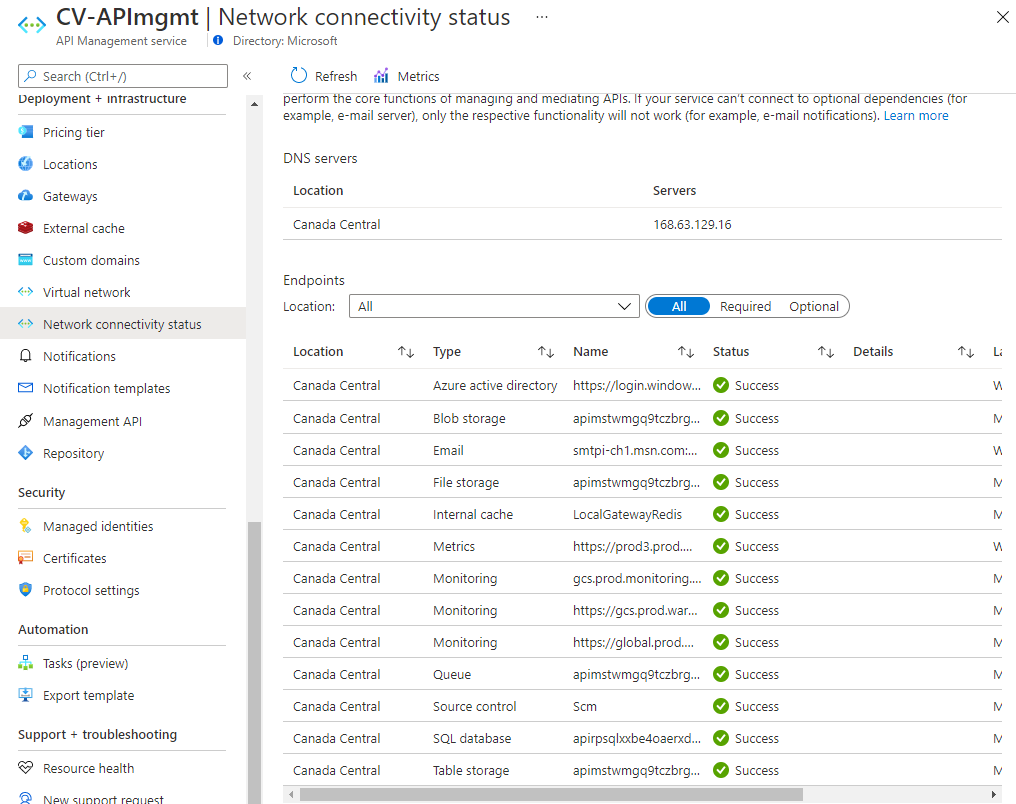 CV-APImgmt | Network connectivity status ...
API Management service
Directory: Microsoft
Search (Ctrl+/)
«
Refresh
Metrics
Deployment + infrastructure
Pricing tier
Locations
Gateways
External cache
Custom domains
Virtual network
Network connectivity status
Notifications
Notification templates
Management API
Repository
Security
Managed identities
Certificates
Protocol settings
Automation
Tasks (preview)
Export template
Support + troubleshooting
Resource health
New support request
perform the core functions of managing and mediating APIs. If your service can't connect to optional dependencies (for
example, e-mail server), only the respective functionality will not work (for example, e-mail notifications). Learn more
DNS servers
Location Servers
Canada Central 168.63.129.16
Endpoints
Location: All All Required Optional
Location Type Name Status Details
Canada Central Azure active directory https://login.window... Success W
Canada Central Blob storage apimstwmgq9tczbrg... Success M
Canada Central Email smtpi-ch1.msn.com:... Success W
Canada Central File storage apimstwmgq9tczbrg... Success M
Canada Central Internal cache LocalGatewayRedis Success M
Canada Central Metrics https://prod3.prod.... Success W
Canada Central Monitoring gcs.prod.monitoring.... Success M
Canada Central Monitoring https://gcs.prod.war... Success M
Canada Central Monitoring https://global.prod.... Success M
Canada Central Queue apimstwmgq9tczbrg... Success M
Canada Central Source control Scm Success M
Canada Central SQL database apirpsqlxxbe4oaerxd... Success M
Canada Central Table storage apimstwmgq9tczbrg... Success M